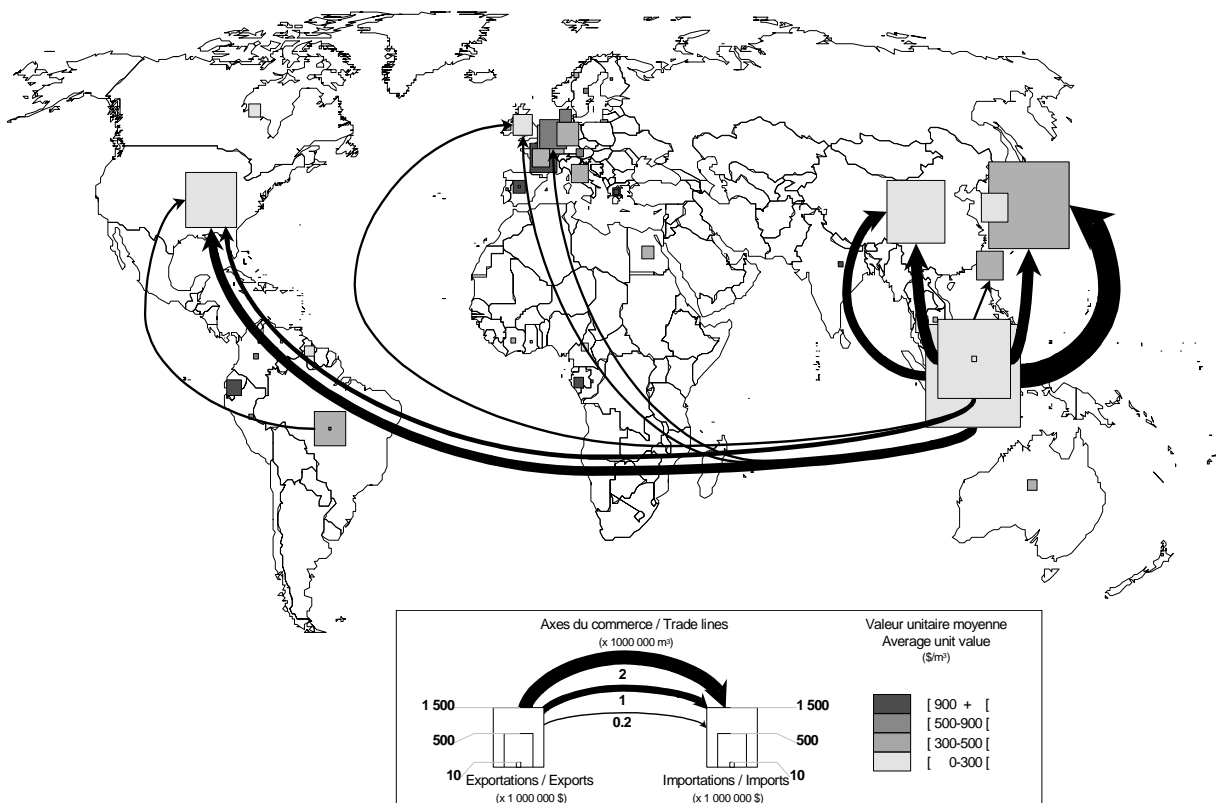 Axes du commerce / Trade lines
(x 1000 000 m³)
2
1
0.2
1 500
500
10
1 500
500
10
Exportations / Exports
(x 1 000 000 $)
Importations / Imports
(x 1 000 000 $)
Valeur unitaire moyenne
Average unit value
($/m³)
[ 900 + [
[ 500-900 [
[ 300-500 [
[ 0-300 [